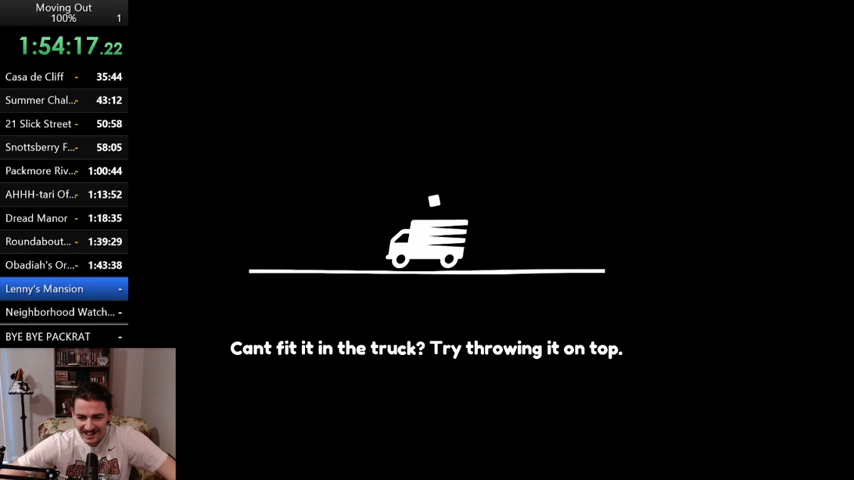 Moving Out
100% 1
1:54:17.22
Casa de Cliff - 35:44
Summer Chal... - 43:12
21 Slick Street - 50:58
Snottsberry F... - 58:05
Packmore Riv... - 1:00:44
AHHH-tari Of... - 1:13:52
Dread Manor - 1:18:35
Roundabout... - 1:39:29
Obadiah's Or... - 1:43:38
Lenny's Mansion -
Neighborhood Watch... -
BYE BYE PACKRAT -
Cant fit it in the truck? Try throwing it on top.